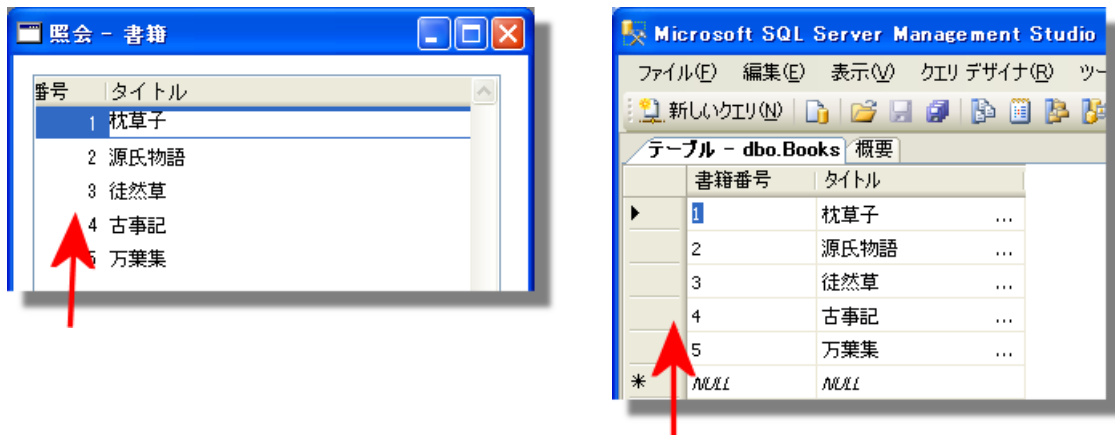 照会 - 書籍
番号 タイトル
1 枕草子
2 源氏物語
3 徒然草
4 古事記
5 万葉集
Microsoft SQL Server Management Studio
ファイル(F) 編集(E) 表示(V) クエリ デザイナ(R) ツー
新しいクエリ(N)
テーブル - dbo.Books 概要
書籍番号 タイトル
1 枕草子 ...
2 源氏物語 ...
3 徒然草 ...
4 古事記 ...
5 万葉集 ...
* NULL NULL